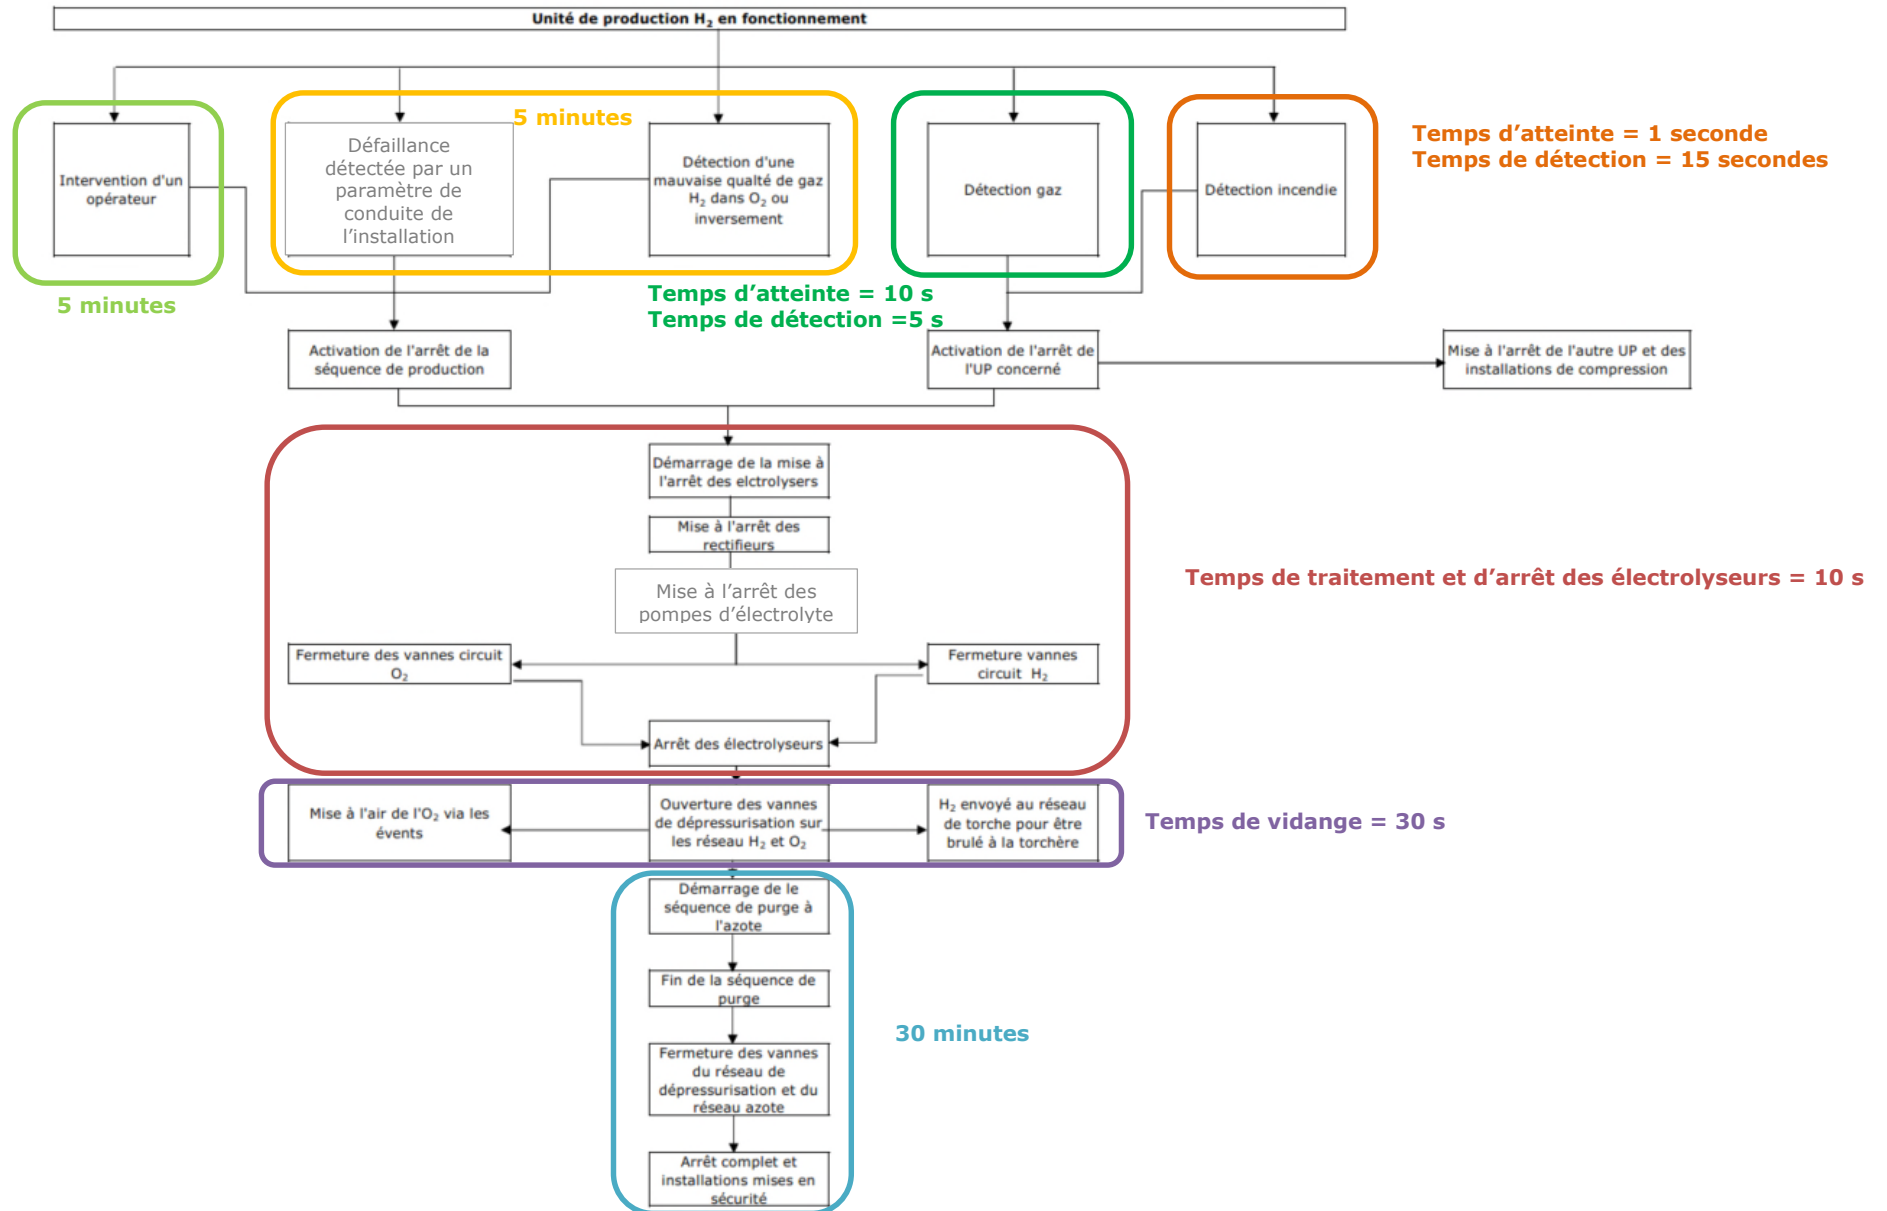 Unité de production H₂ en fonctionnement
5 minutes
Intervention d'un
opérateur
Défaillance
détectée par un
paramètre de
conduite de
l'installation
Détection d'une
mauvaise qualté de gaz
H₂ dans O₂ ou
inversement
Détection gaz
Détection incendie
Temps d'atteinte = 1 seconde
Temps de détection = 15 secondes
5 minutes
Temps d'atteinte = 10 s
Temps de détection =5 s
Activation de l'arrêt de la
séquence de production
Activation de l'arrêt de
l'UP concerné
Mise à l'arrêt de l'autre UP et des
installations de compression
Démarrage de la mise à
l'arrêt des elctrolysers
Mise à l'arrêt des
rectifieurs
Mise à l'arrêt des
pompes d'électrolyte
Temps de traitement et d'arrêt des électrolyseurs = 10 s
Fermeture des vannes circuit
O₂
Fermeture vannes
circuit H₂
Arrêt des électrolyseurs
Mise à l'air de l'O₂ via les
évents
Ouverture des vannes
de dépressurisation sur
les réseau H₂ et O₂
H₂ envoyé au réseau
de torche pour être
brulé à la torchère
Temps de vidange = 30 s
Démarrage de le
séquence de purge à
l'azote
Fin de la séquence de
purge
30 minutes
Fermeture des vannes
du réseau de
dépressurisation et du
réseau azote
Arrêt complet et
installations mises en
sécurité